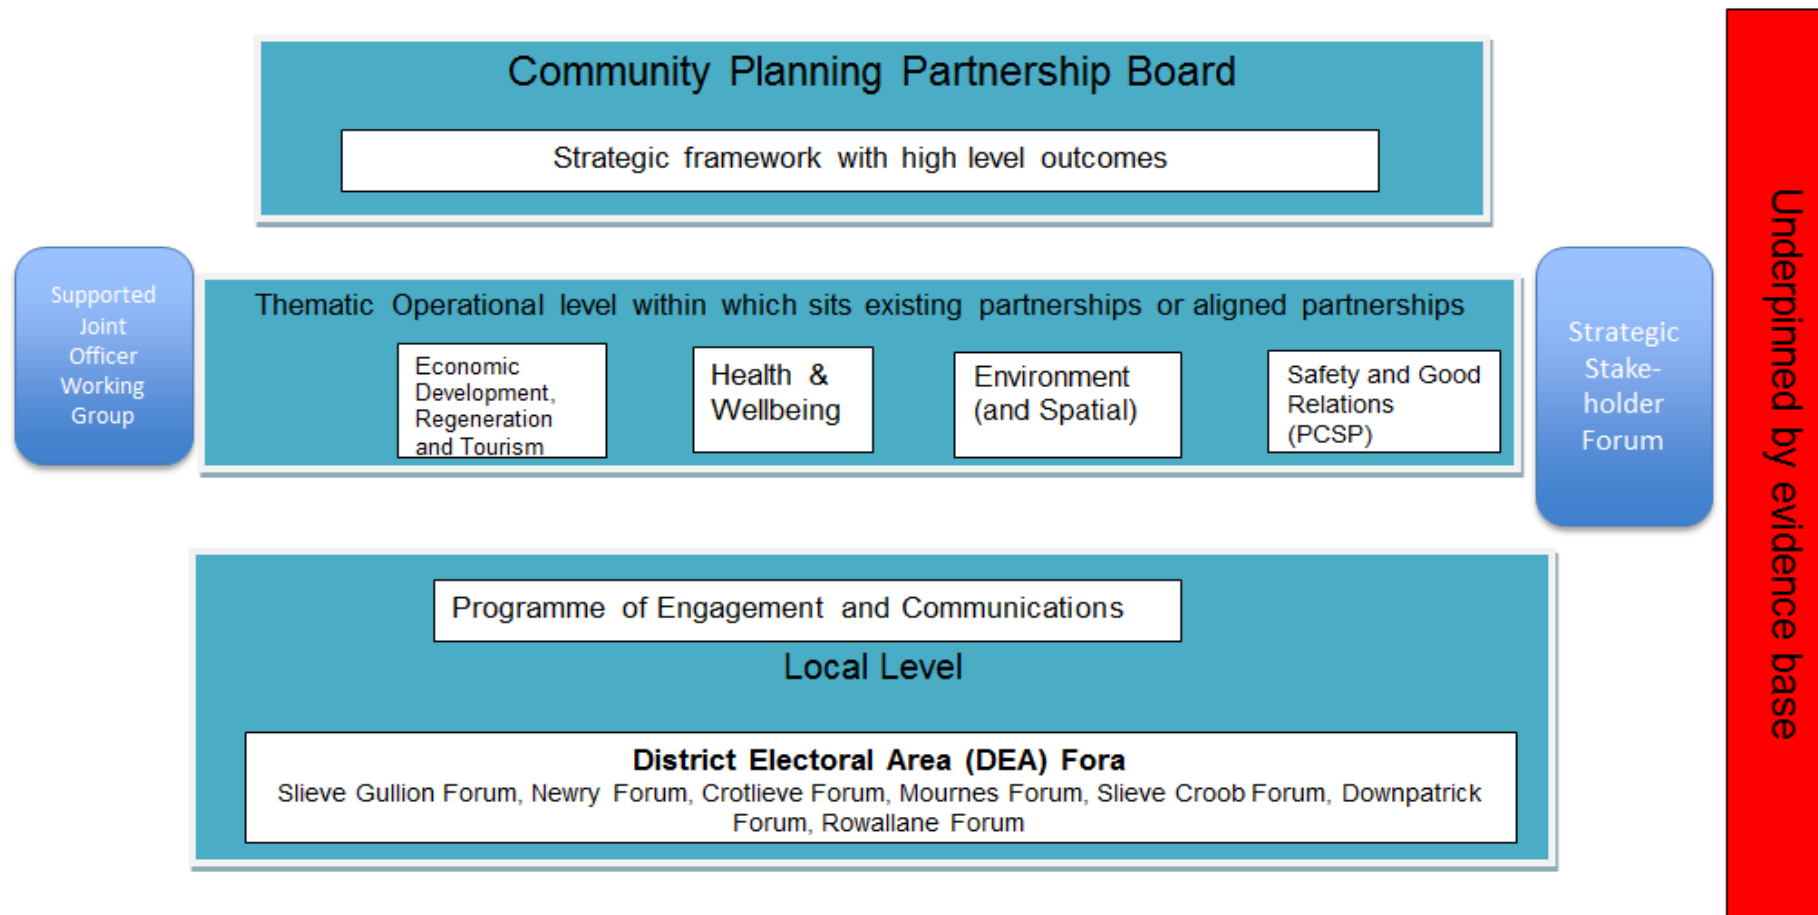 Community Planning Partnership Board
Strategic framework with high level outcomes
Supported
Joint
Officer
Working
Group
Thematic Operational level within which sits existing partnerships or aligned partnerships
Economic
Development,
Regeneration
and Tourism
Health &
Wellbeing
Environment
(and Spatial)
Safety and Good
Relations
(PCSP)
Strategic
Stake-
holder
Forum
Programme of Engagement and Communications
Local Level
District Electoral Area (DEA) Fora
Slieve Gullion Forum, Newry Forum, Crotlieve Forum, Mournes Forum, Slieve Croob Forum, Downpatrick
Forum, Rowallane Forum
Underpinned by evidence base